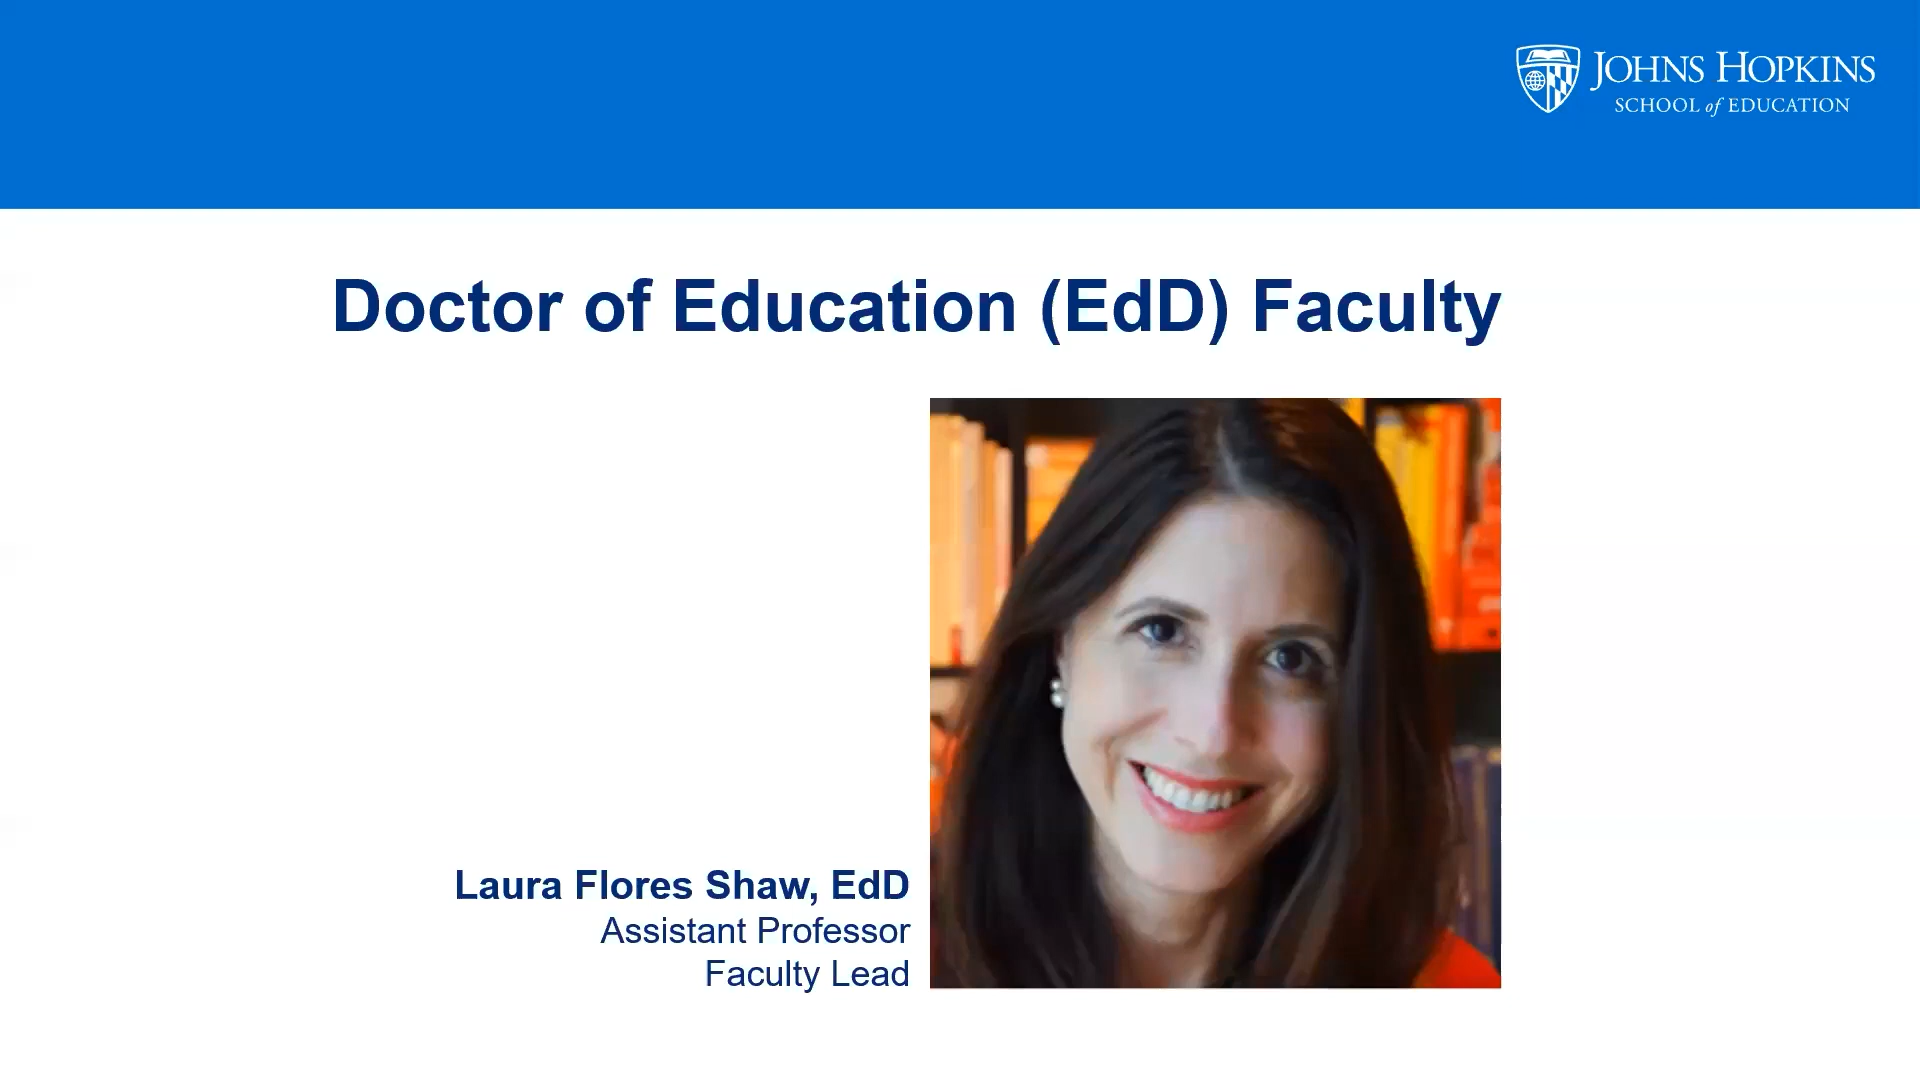 JOHNS HOPKINS
SCHOOL of EDUCATION
Doctor of Education (EdD) Faculty
Laura Flores Shaw, EdD
Assistant Professor
Faculty Lead